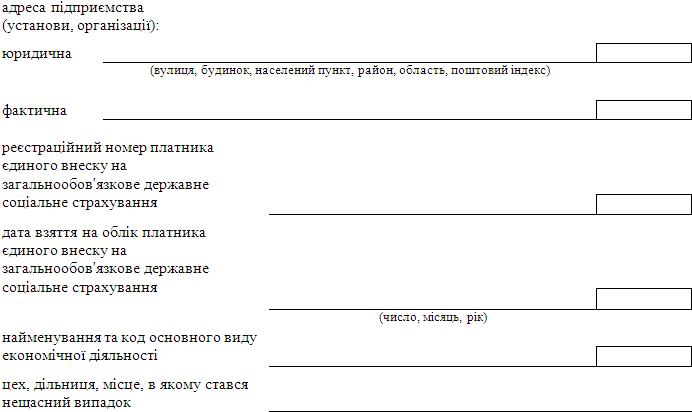 адреса підприємства
(установи, організації):
юридична
(вулиця, будинок, населений пункт, район, область, поштовий індекс)
фактична
реєстраційний номер платника
єдиного внеску на
загальнообов'язкове державне
соціальне страхування
дата взяття на облік платника
єдиного внеску на
загальнообов'язкове державне
соціальне страхування
(число, місяць, рік)
найменування та код основного виду
економічної діяльності
цех, дільниця, місце, в якому стався
нещасний випадок